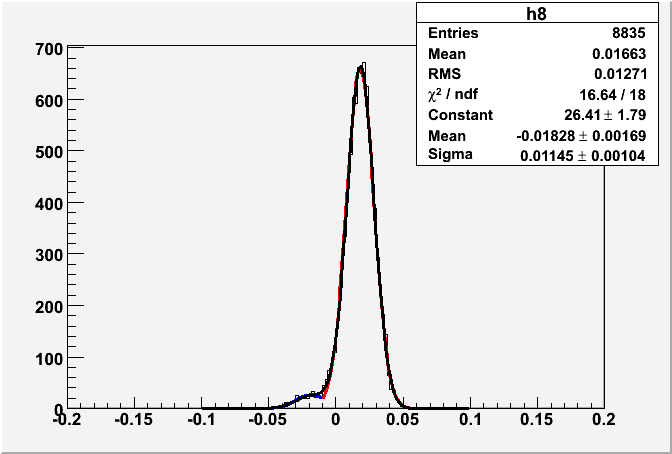 h8
Entries 8835
Mean 0.01663
RMS 0.01271
χ² / ndf 16.64 / 18
Constant 26.41 ± 1.79
Mean -0.01828 ± 0.00169
Sigma 0.01145 ± 0.00104
700
600
500
400
300
200
100
0
-0.2 -0.15 -0.1 -0.05 0 0.05 0.1 0.15 0.2